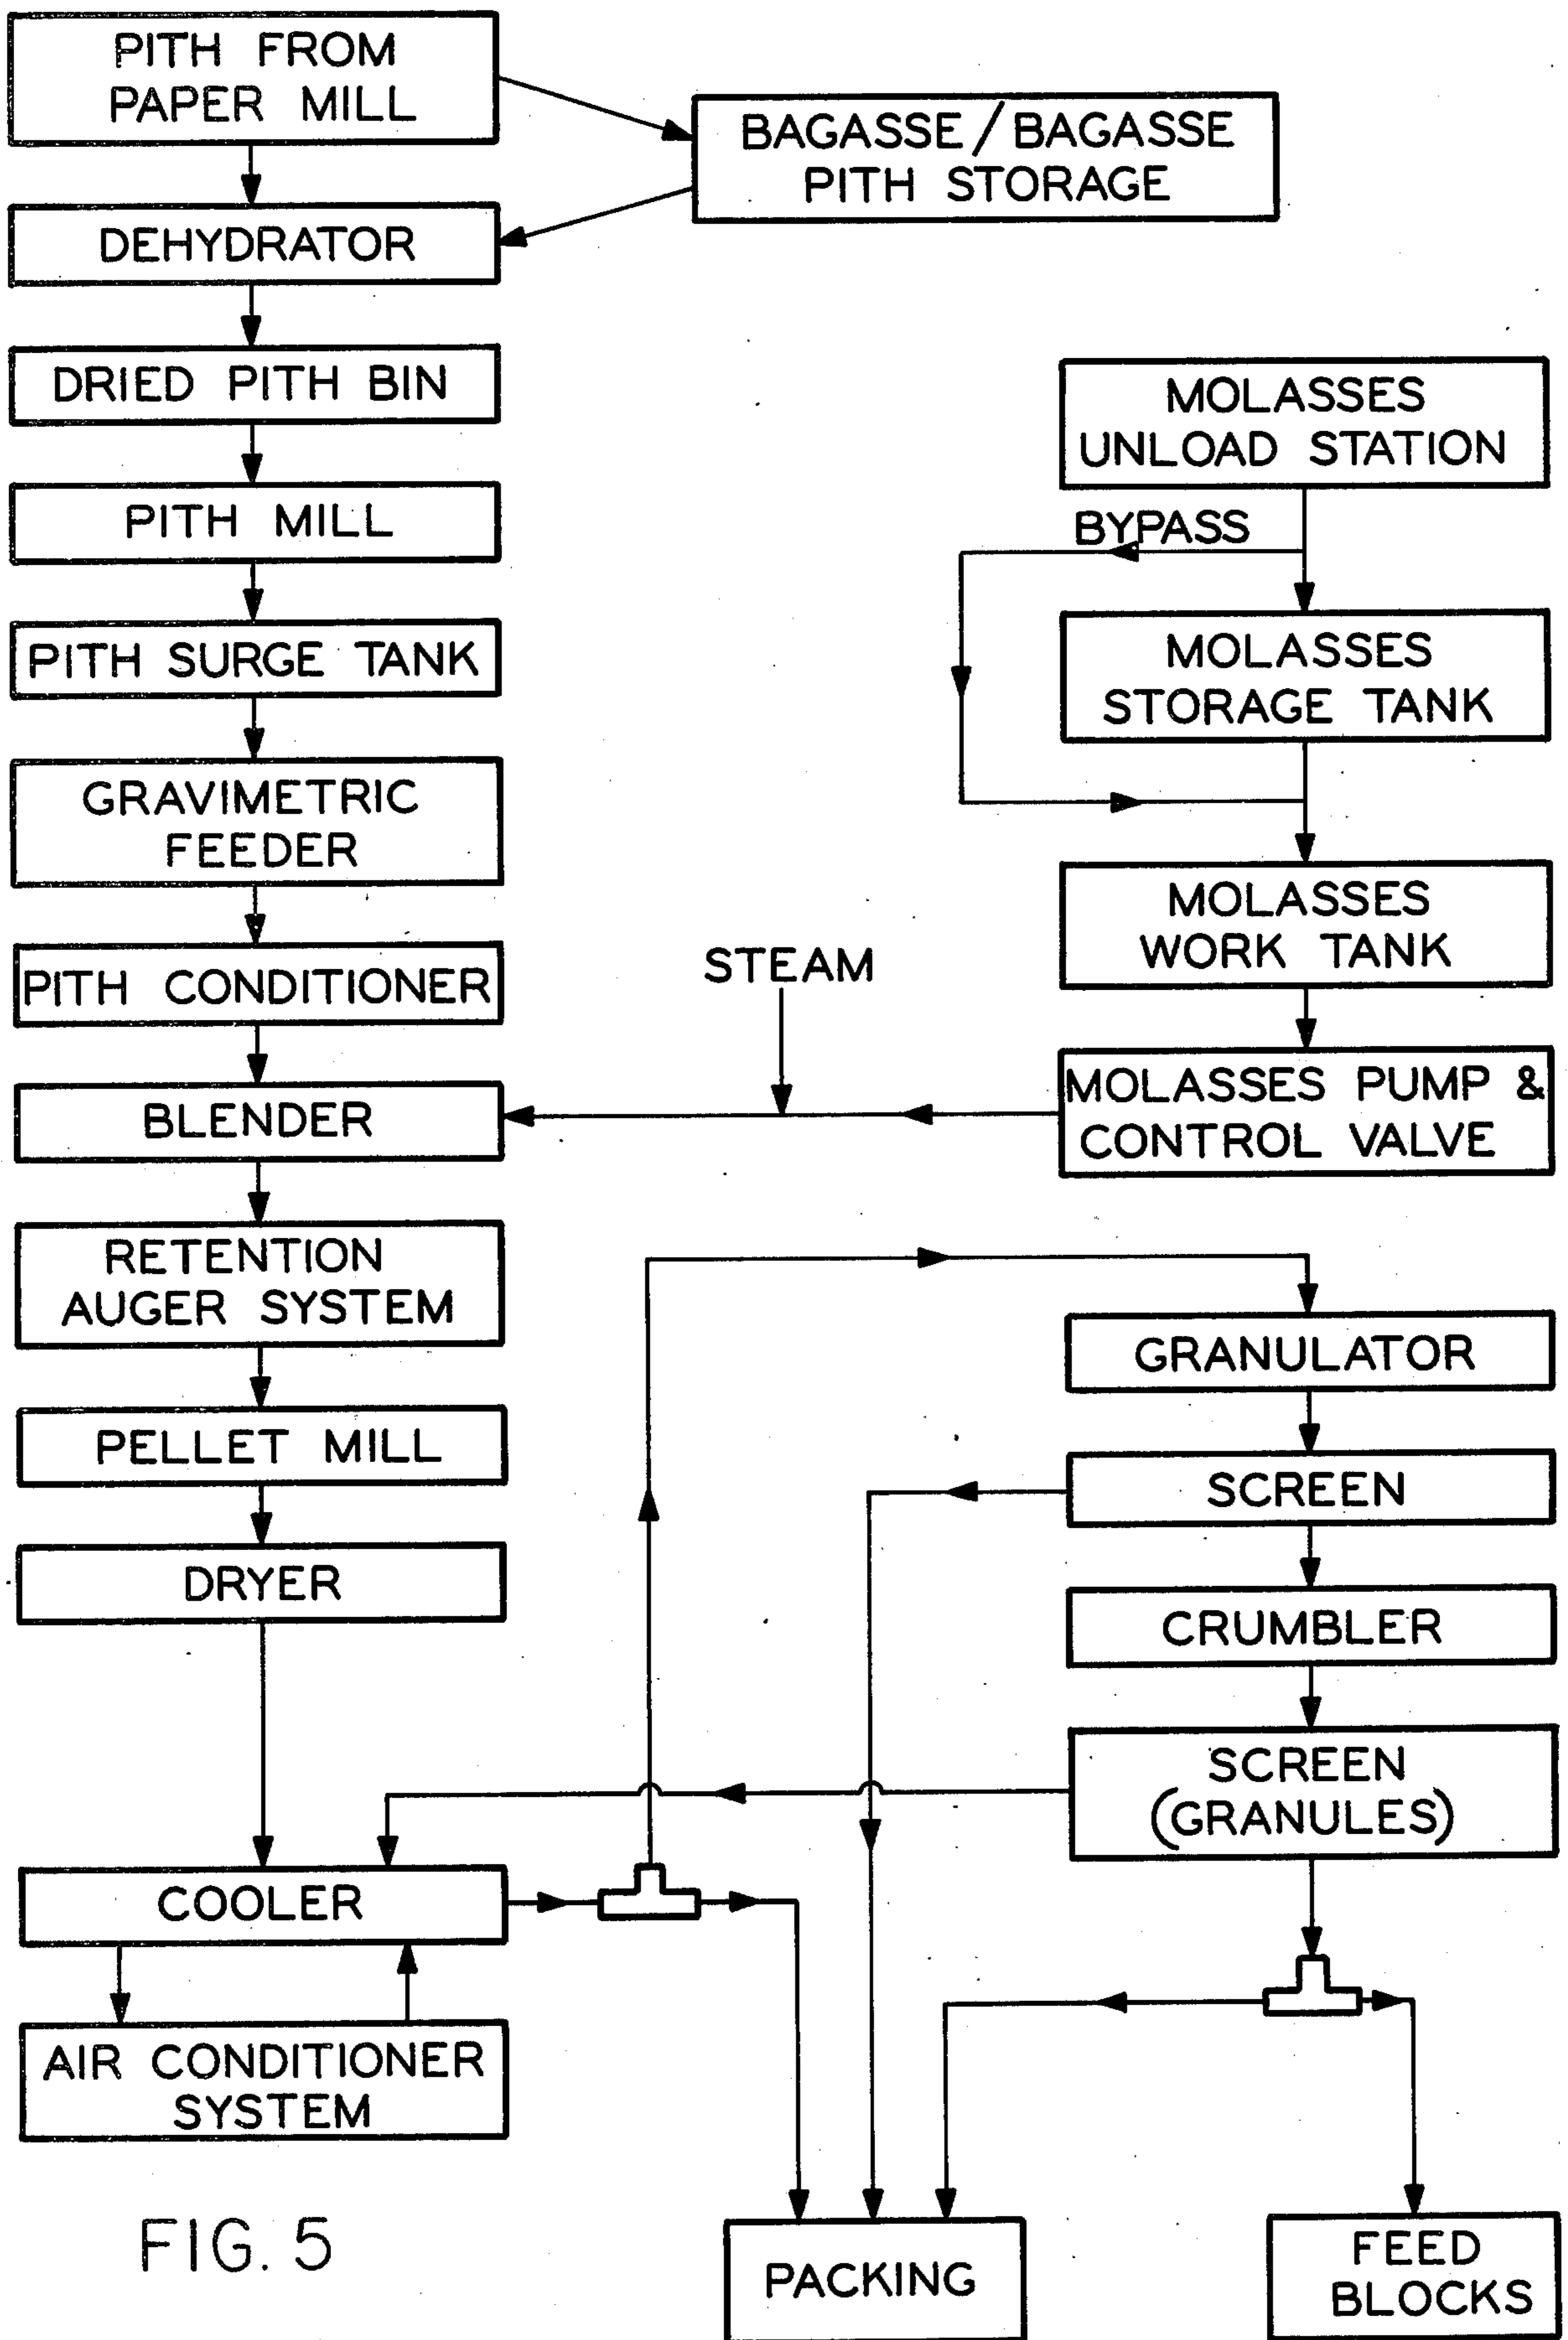 PITH FROM
PAPER MILL
BAGASSE/BAGASSE
PITH STORAGE
DEHYDRATOR
DRIED PITH BIN
PITH MILL
PITH SURGE TANK
GRAVIMETRIC
FEEDER
PITH CONDITIONER
BLENDER
RETENTION
AUGER SYSTEM
PELLET MILL
DRYER
COOLER
AIR CONDITIONER
SYSTEM
MOLASSES
UNLOAD STATION
BYPASS
MOLASSES
STORAGE TANK
MOLASSES
WORK TANK
STEAM
MOLASSES PUMP &
CONTROL VALVE
GRANULATOR
SCREEN
CRUMBLER
SCREEN
(GRANULES)
PACKING
FEED
BLOCKS
FIG. 5